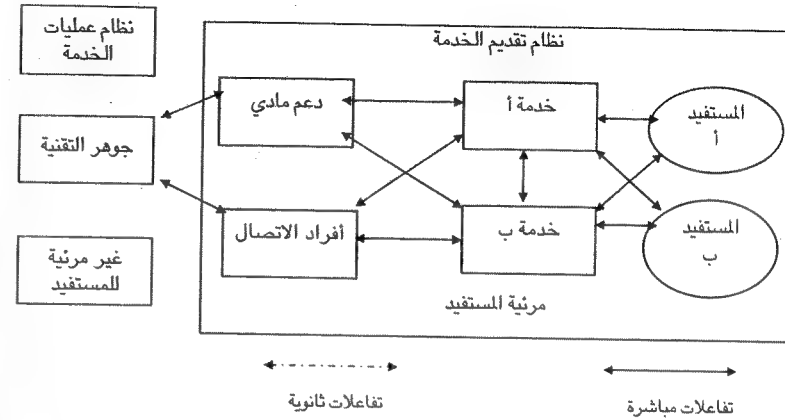 نظام عمليات
الخدمة
نظام تقديم الخدمة
المستفيد
أ
خدمة أ
دعم مادي
جوهر التقنية
المستفيد
ب
خدمة ب
أفراد الاتصال
غير مرئية
للمستفيد
مرئية المستفيد
تفاعلات مباشرة
تفاعلات ثانوية